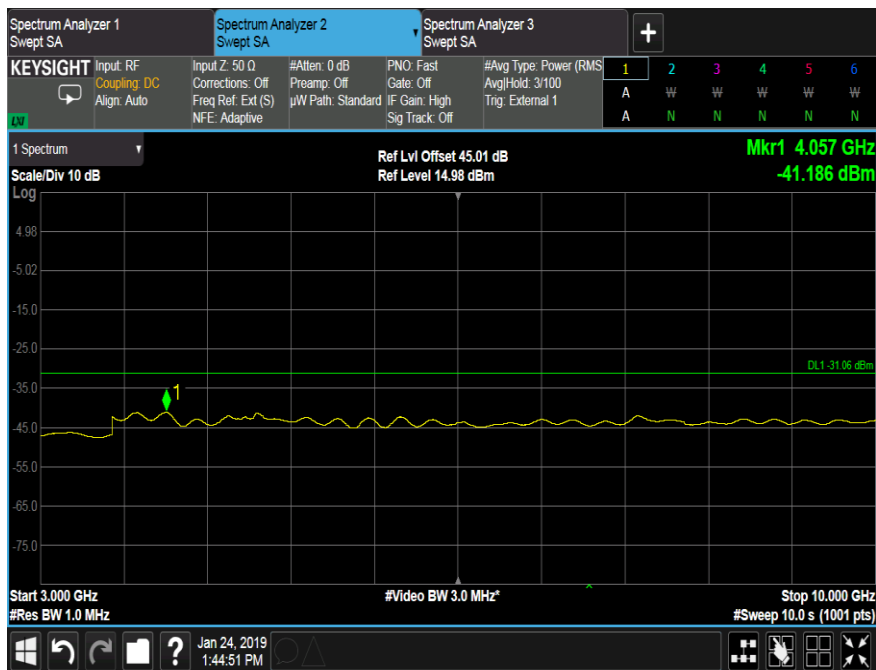 Spectrum Analyzer 1
Swept SA
Spectrum Analyzer 2
Swept SA
Spectrum Analyzer 3
Swept SA
+
KEYSIGHT
LXI
Input: RF
Coupling: DC
Align: Auto
Input Z: 50 Ω
Corrections: Off
Freq Ref: Ext (S)
NFE: Adaptive
#Atten: 0 dB
Preamp: Off
µW Path: Standard
PNO: Fast
Gate: Off
IF Gain: High
Sig Track: Off
#Avg Type: Power (RMS
Avg|Hold: 3/100
Trig: External 1
1 2 3 4 5 6
A W W W W W
A N N N N N
1 Spectrum
Scale/Div 10 dB
Ref Lvl Offset 45.01 dB
Ref Level 14.98 dBm
Mkr1 4.057 GHz
-41.186 dBm
Log
4.98
-5.02
-15.0
-25.0
DL1 -31.06 dBm
-35.0
1
-45.0
-55.0
-65.0
-75.0
Start 3.000 GHz
#Res BW 1.0 MHz
#Video BW 3.0 MHz*
Stop 10.000 GHz
#Sweep 10.0 s (1001 pts)
?
Jan 24, 2019
1:44:51 PM